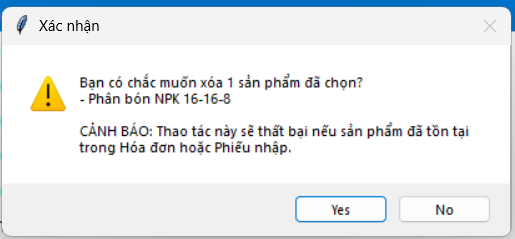 Xác nhận
Bạn có chắc muốn xóa 1 sản phẩm đã chọn?
- Phân bón NPK 16-16-8
CẢNH BÁO: Thao tác này sẽ thất bại nếu sản phẩm đã tồn tại
trong Hóa đơn hoặc Phiếu nhập.
Yes
No